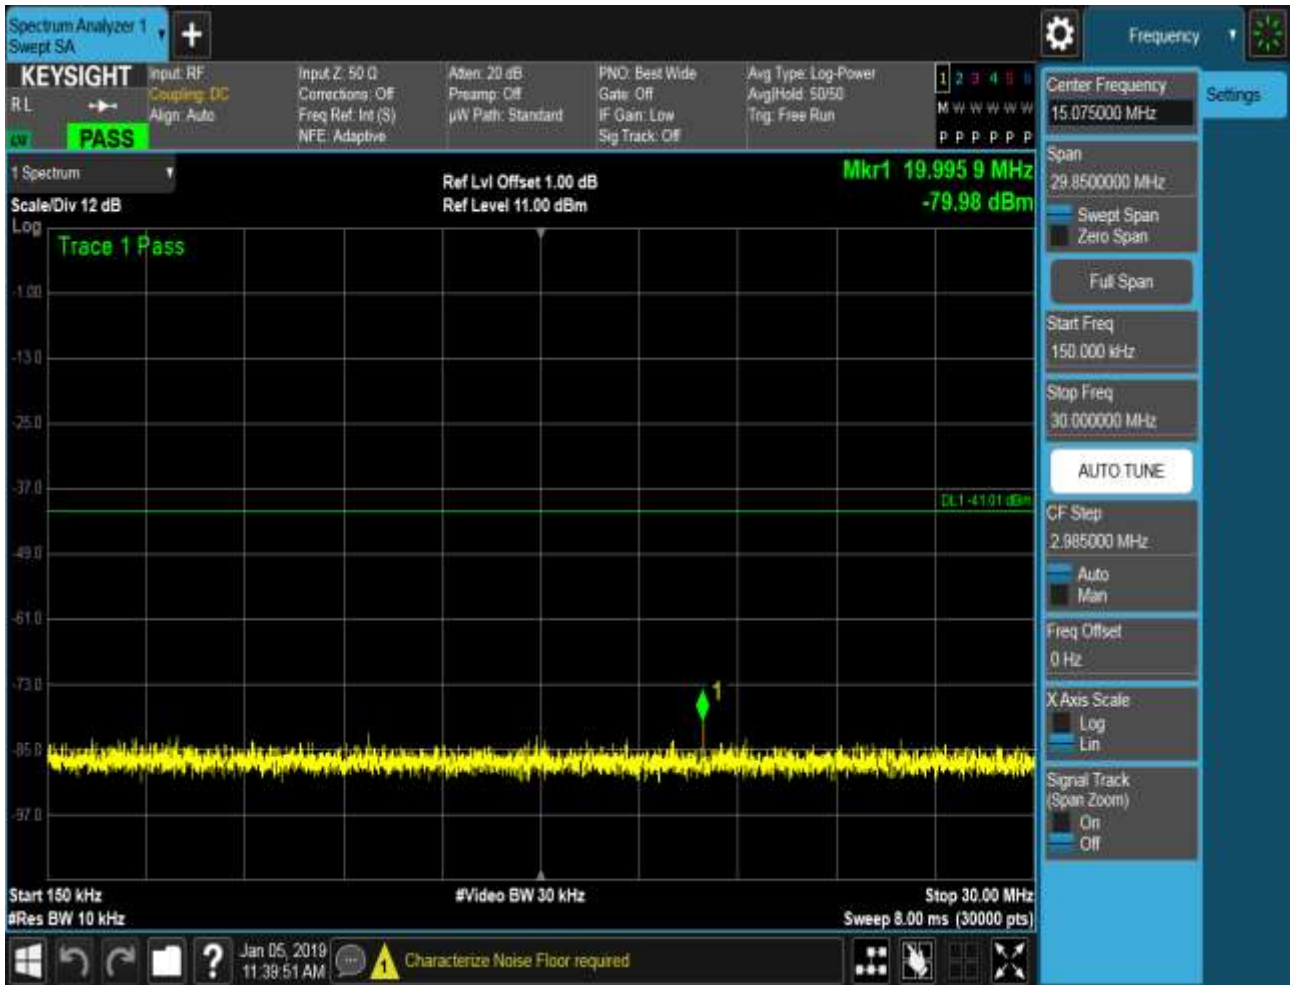 Spectrum Analyzer 1
Swept SA
Frequency
KEYSIGHT
R L
PASS
Input: RF
Coupling: DC
Align: Auto
Input Z: 50 Ω
Corrections: Off
Freq Ref: Int (S)
NFE: Adaptive
Atten: 20 dB
Preamp: Off
µW Path: Standard
PNO: Best Wide
Gate: Off
IF Gain: Low
Sig Track: Off
Avg Type: Log-Power
Avg|Hold: 50/50
Trig: Free Run
1 2 3 4 5 6
M W W W W W
P P P P P P
1 Spectrum
Scale/Div 12 dB
Ref Lvl Offset 1.00 dB
Ref Level 11.00 dBm
Mkr1 19.995 9 MHz
-79.98 dBm
Log
Trace 1 Pass
-1.00
-13.0
-25.0
-37.0
DL1 -41.01 dBm
-49.0
-61.0
-73.0
1
-85.0
-97.0
Start 150 kHz
#Video BW 30 kHz
Stop 30.00 MHz
#Res BW 10 kHz
Sweep 8.00 ms (30000 pts)
Center Frequency
15.075000 MHz
Settings
Span
29.8500000 MHz
Swept Span
Zero Span
Full Span
Start Freq
150.000 kHz
Stop Freq
30.000000 MHz
AUTO TUNE
CF Step
2.985000 MHz
Auto
Man
Freq Offset
0 Hz
X Axis Scale
Log
Lin
Signal Track
(Span Zoom)
On
Off
?
Jan 05, 2019
11:39:51 AM
1
Characterize Noise Floor required